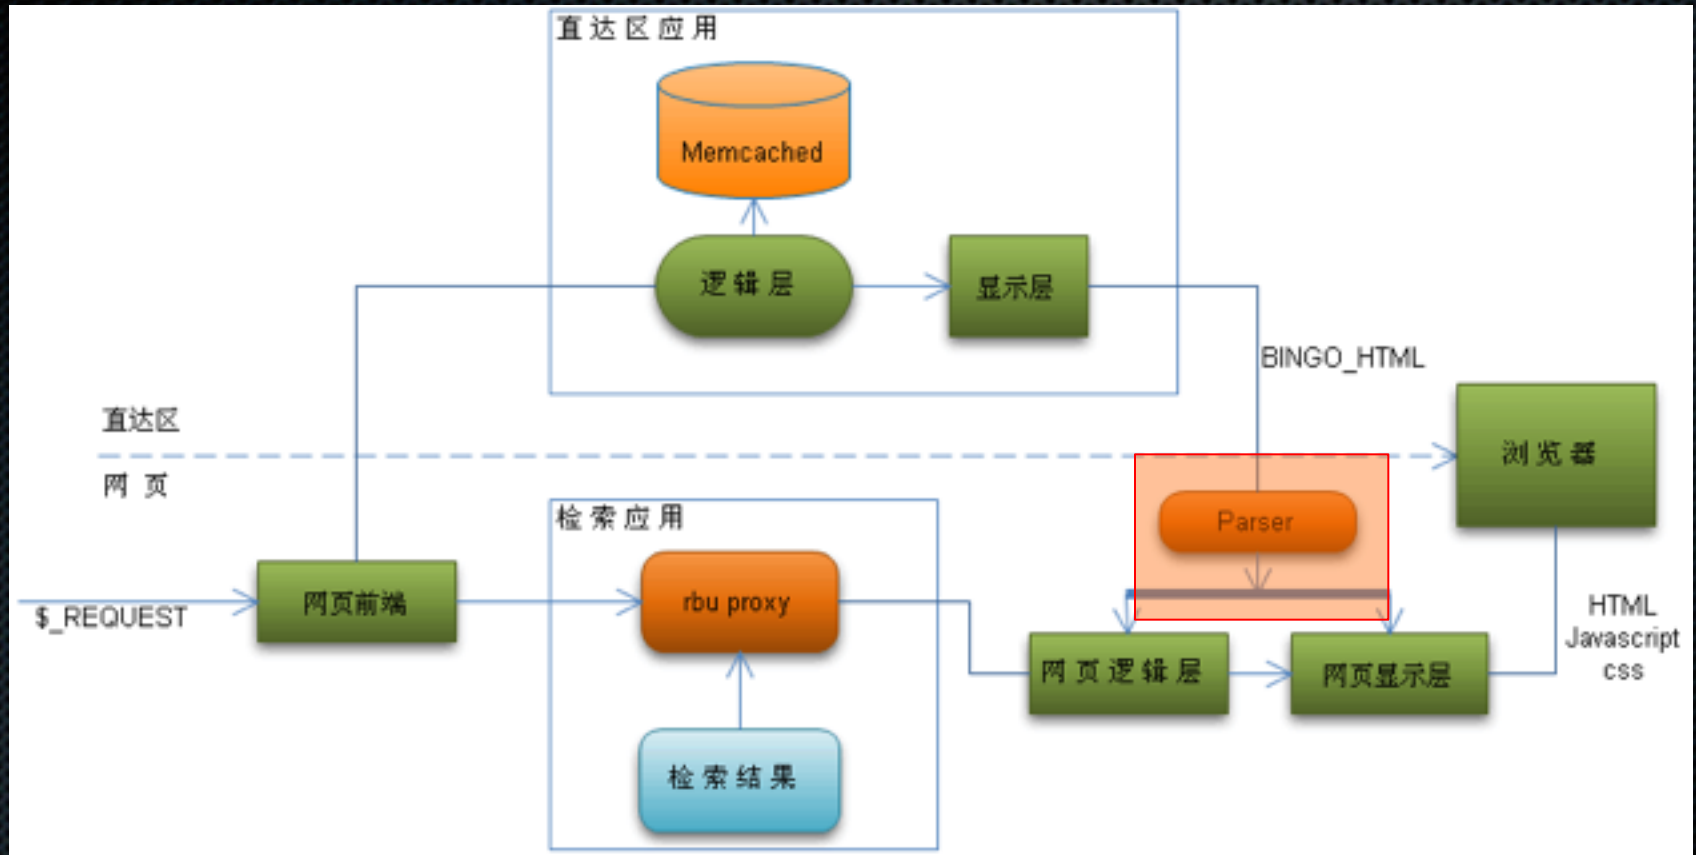 直达区应用
Memcached
逻辑层
显示层
BINGO_HTML
直达区
网 页
浏览器
检索应用
Parser
$_REQUEST
网页前端
rbu proxy
HTML
Javascript
css
网页逻辑层
网页显示层
检索结果